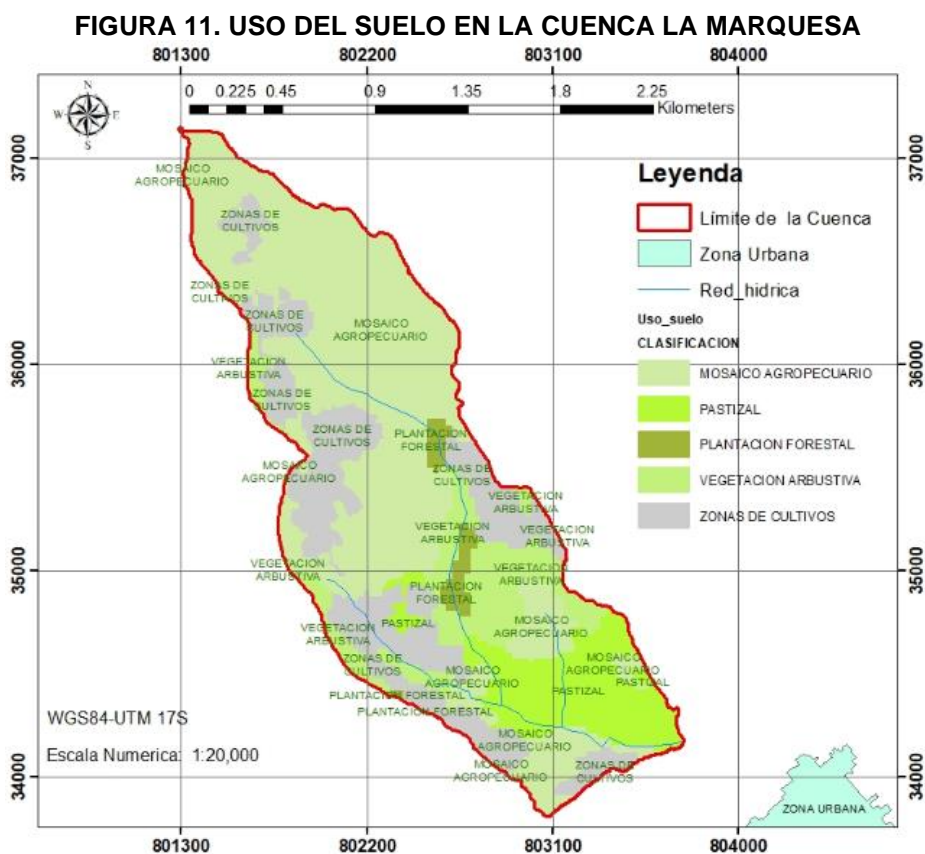 FIGURA 11. USO DEL SUELO EN LA CUENCA LA MARQUESA
801300 802200 803100 804000
N
W E
S
0 0.225 0.45 0.9 1.35 1.8 2.25
Kilometers
37000 37000
36000 36000
35000 35000
34000 34000
Leyenda
Límite de la Cuenca
Zona Urbana
Red_hidrica
Uso_suelo
CLASIFICACION
MOSAICO AGROPECUARIO
PASTIZAL
PLANTACION FORESTAL
VEGETACION ARBUSTIVA
ZONAS DE CULTIVOS
MOSAICO
AGROPECUARIO
ZONAS DE
CULTIVOS
ZONAS DE
CULTIVOS
ZONAS DE
CULTIVOS
MOSAICO
AGROPECUARIO
VEGETACION
ARBUSTIVA
ZONAS DE
CULTIVOS
ZONAS DE
CULTIVOS
PLANTACION
FORESTAL
MOSAICO
AGROPECUARIO
ZONAS DE
CULTIVOS
VEGETACION
ARBUSTIVA
VEGETACION
ARBUSTIVA
VEGETACION
ARBUSTIVA
VEGETACION
ARBUSTIVA
VEGETACION
ARBUSTIVA
PLANTACION
FORESTAL
PASTIZAL
VEGETACION
ARBUSTIVA
MOSAICO
AGROPECUARIO
ZONAS DE
CULTIVOS
MOSAICO
AGROPECUARIO
MOSAICO
AGROPECUARIO
PASTIZAL
PLANTACION FORESTAL
PLANTACION FORESTAL
MOSAICO
AGROPECUARIO
MOSAICO
AGROPECUARIO
ZONAS DE
CULTIVOS
WGS84-UTM 17S
Escala Numerica: 1:20,000
ZONA URBANA
801300 802200 803100 804000